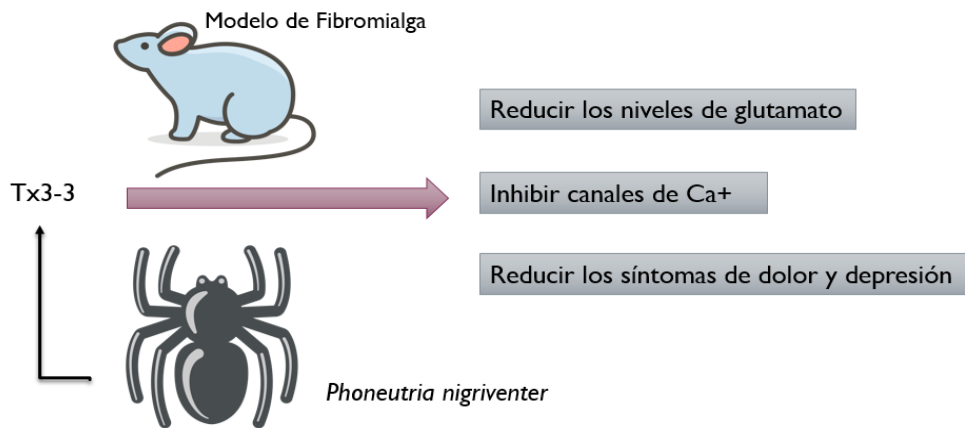 Modelo de Fibromialga
Reducir los niveles de glutamato
Tx3-3
Inhibir canales de Ca+
Reducir los síntomas de dolor y depresión
Phoneutria nigriventer